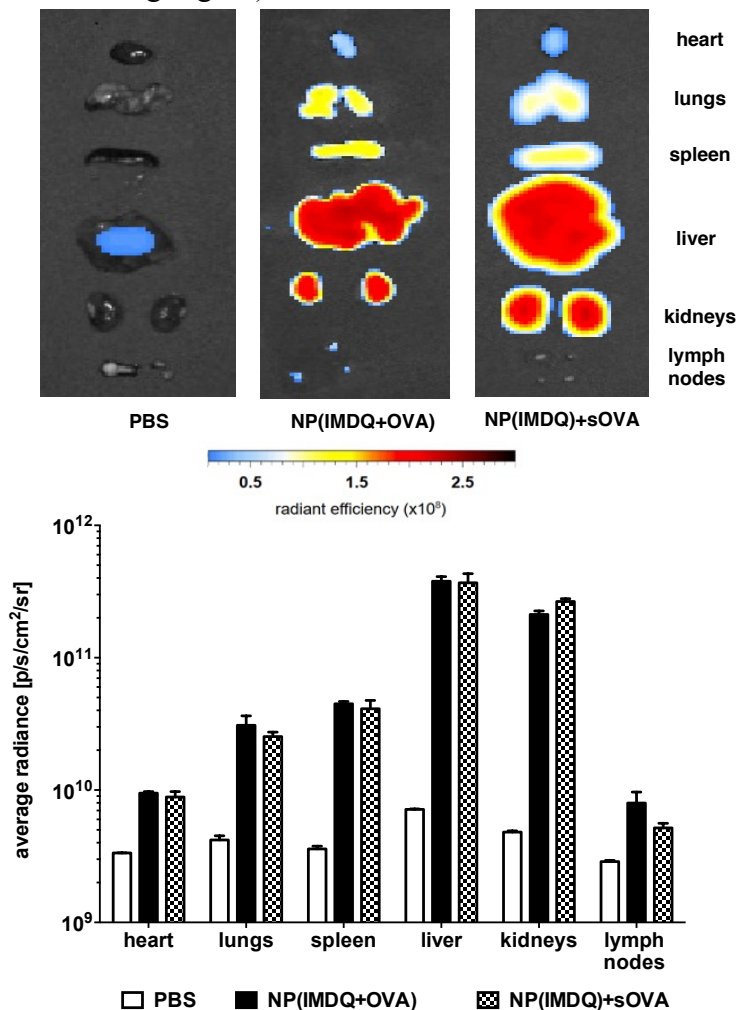 heart
lungs
spleen
liver
kidneys
lymph
nodes
PBS NP(IMDQ+OVA) NP(IMDQ)+sOVA
0.5 1.5 2.5
radiant efficiency (x10⁸)
average radiance [p/s/cm²/sr]
10¹²
10¹¹
10¹⁰
10⁹
heart lungs spleen liver kidneys lymph
nodes
PBS NP(IMDQ+OVA) NP(IMDQ)+sOVA